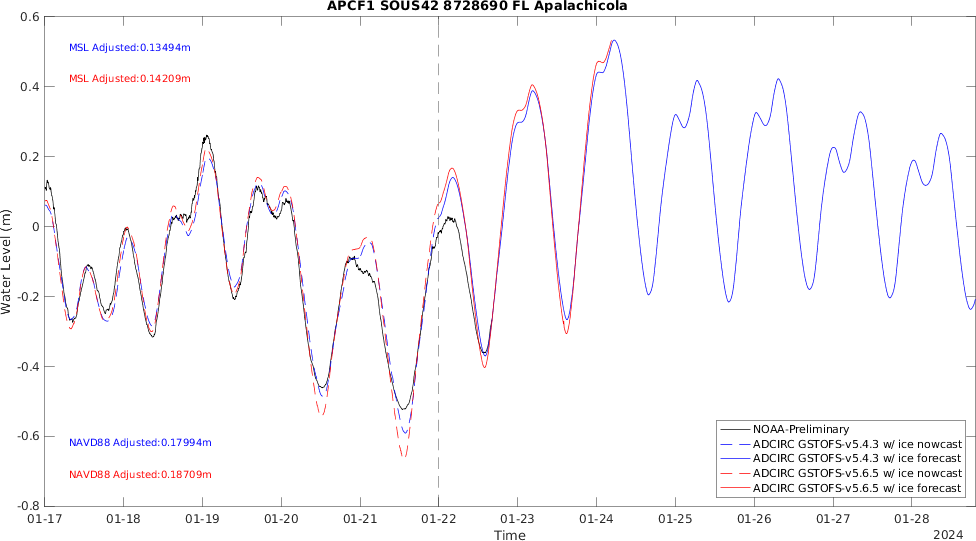 APCF1 SOUS42 8728690 FL Apalachicola
MSL Adjusted:0.13494m
MSL Adjusted:0.14209m
NAVD88 Adjusted:0.17994m
NAVD88 Adjusted:0.18709m
Water Level (m)
0.6
0.4
0.2
0
-0.2
-0.4
-0.6
-0.8
NOAA-Preliminary
ADCIRC GSTOFS-v5.4.3 w/ ice nowcast
ADCIRC GSTOFS-v5.4.3 w/ ice forecast
ADCIRC GSTOFS-v5.6.5 w/ ice nowcast
ADCIRC GSTOFS-v5.6.5 w/ ice forecast
01-17 01-18 01-19 01-20 01-21 01-22 01-23 01-24 01-25 01-26 01-27 01-28
Time
2024